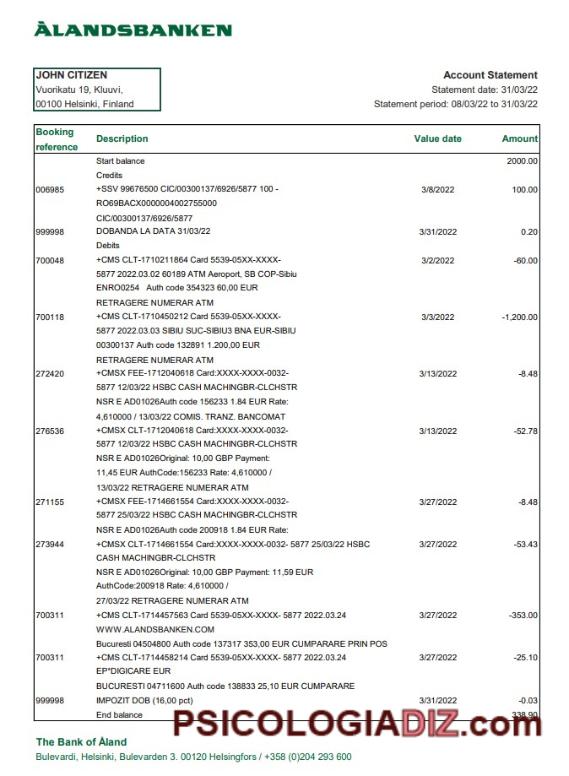 ÅLANDSBANKEN
JOHN CITIZEN
Vuorikatu 19, Kluuvi,
00100 Helsinki, Finland
Account Statement
Statement date: 31/03/22
Statement period: 08/03/22 to 31/03/22
Booking reference Description Value date Amount
Start balance 2000.00
Credits
006985 +SSV 99676500 CIC/00300137/6926/5877 100 - 3/8/2022 100.00
RO69BACX0000004002755000
CIC/00300137/6926/5877
999998 DOBANDA LA DATA 31/03/22 3/31/2022 0.20
Debits
700048 +CMS CLT-1710211864 Card 5539-05XX-XXXX- 3/2/2022 -60.00
5877 2022.03.02 60189 ATM Aeroport, SB COP-Sibiu
ENRO0254 Auth code 354323 60,00 EUR
RETRAGERE NUMERAR ATM
700118 +CMS CLT-1710450212 Card 5539-05XX-XXXX- 3/3/2022 -1,200.00
5877 2022.03.03 SIBIU SUC-SIBIU3 BNA EUR-SIBIU
00300137 Auth code 132891 1.200,00 EUR
RETRAGERE NUMERAR ATM
272420 +CMSX FEE-1712040618 Card:XXXX-XXXX-0032- 3/13/2022 -8.48
5877 12/03/22 HSBC CASH MACHINGBR-CLCHSTR
NSR E AD01026Auth code 156233 1.84 EUR Rate:
4,610000 / 13/03/22 COMIS. TRANZ. BANCOMAT
276536 +CMSX CLT-1712040618 Card:XXXX-XXXX-0032- 3/13/2022 -52.78
5877 12/03/22 HSBC CASH MACHINGBR-CLCHSTR
NSR E AD01026Original: 10,00 GBP Payment:
11,45 EUR AuthCode:156233 Rate: 4,610000 /
13/03/22 RETRAGERE NUMERAR ATM
271155 +CMSX FEE-1714661554 Card:XXXX-XXXX-0032- 3/27/2022 -8.48
5877 25/03/22 HSBC CASH MACHINGBR-CLCHSTR
NSR E AD01026Auth code 200918 1.84 EUR Rate:
273944 +CMSX CLT-1714661554 Card:XXXX-XXXX-0032- 5877 25/03/22 HSBC 3/27/2022 -53.43
CASH MACHINGBR-CLCHSTR
NSR E AD01026Original: 10,00 GBP Payment: 11,59 EUR
AuthCode:200918 Rate: 4,610000 /
27/03/22 RETRAGERE NUMERAR ATM
700311 +CMS CLT-1714457563 Card 5539-05XX-XXXX- 5877 2022.03.24 3/27/2022 -353.00
WWW.ALANDSBANKEN.COM
Bucuresti 04504800 Auth code 137317 353,00 EUR CUMPARARE PRIN POS
700311 +CMS CLT-1714458214 Card 5539-05XX-XXXX- 5877 2022.03.24 3/27/2022 -25.10
EP*DIGICARE EUR
BUCURESTI 04711600 Auth code 138833 25,10 EUR CUMPARARE
999998 IMPOZIT DOB (16,00 pct) 3/31/2022 -0.03
End balance 338.90
PSICOLOGIADIZ.com
The Bank of Åland
Bulevardi, Helsinki, Bulevarden 3. 00120 Helsingfors / +358 (0)204 293 600